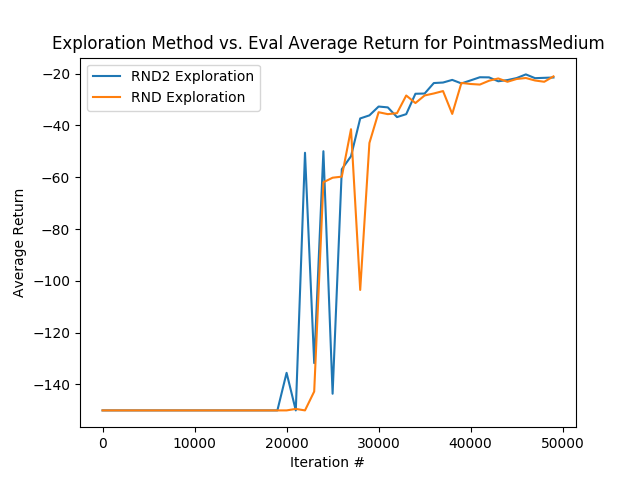 Exploration Method vs. Eval Average Return for PointmassMedium
RND2 Exploration
RND Exploration
Average Return
−20
−40
−60
−80
−100
−120
−140
0 10000 20000 30000 40000 50000
Iteration #